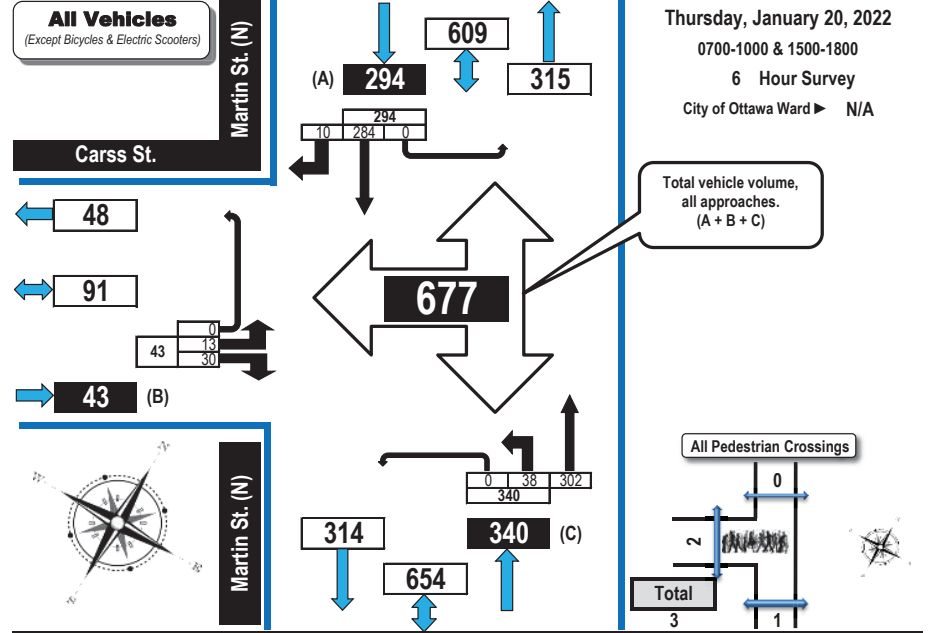 All Vehicles
(Except Bicycles & Electric Scooters)
Martin St. (N)
Carss St.
(A)
294
609
315
Thursday, January 20, 2022
0700-1000 & 1500-1800
6 Hour Survey
City of Ottawa Ward ► N/A
294
10 284 0
Total vehicle volume,
all approaches.
(A + B + C)
48
91
677
0
43 13
30
43 (B)
N
W
E
S
Martin St. (N)
0 38 302
340
314
340 (C)
654
All Pedestrian Crossings
0
2
Total
3
1